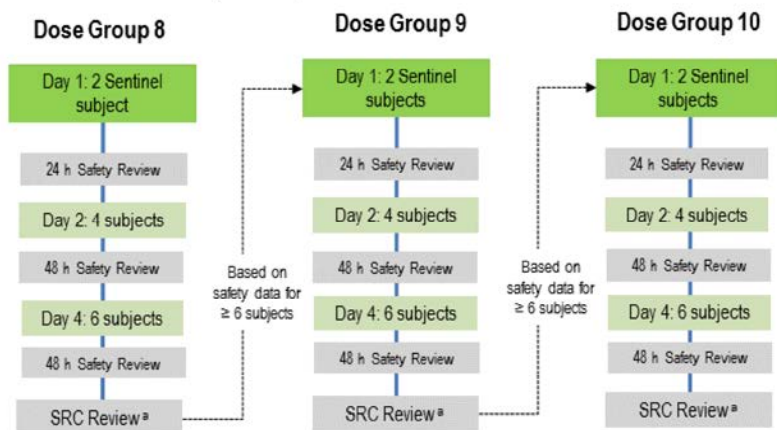 Dose Group 8
Day 1: 2 Sentinel
subject
24 h Safety Review
Day 2: 4 subjects
48 h Safety Review
Day 4: 6 subjects
48 h Safety Review
SRC Review a
Based on
safety data for
≥ 6 subjects
Dose Group 9
Day 1: 2 Sentinel
subjects
24 h Safety Review
Day 2: 4 subjects
48 h Safety Review
Day 4: 6 subjects
48 h Safety Review
SRC Review a
Based on
safety data for
≥ 6 subjects
Dose Group 10
Day 1: 2 Sentinel
subjects
24 h Safety Review
Day 2: 4 subjects
48 h Safety Review
Day 4: 6 subjects
48 h Safety Review
SRC Review a